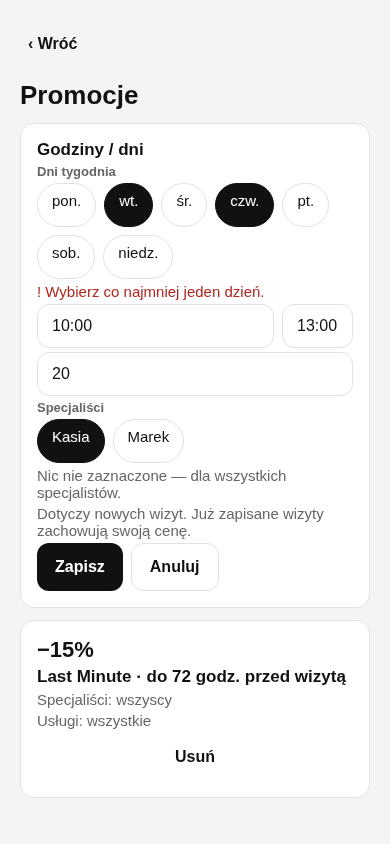 ‹ Wróć
Promocje
Godziny / dni
Dni tygodnia
pon. wt. śr. czw. pt.
sob. niedz.
! Wybierz co najmniej jeden dzień.
10:00 13:00
20
Specjaliści
Kasia Marek
Nic nie zaznaczone — dla wszystkich
specjalistów.
Dotyczy nowych wizyt. Już zapisane wizyty
zachowują swoją cenę.
Zapisz Anuluj
−15%
Last Minute · do 72 godz. przed wizytą
Specjaliści: wszyscy
Usługi: wszystkie
Usuń